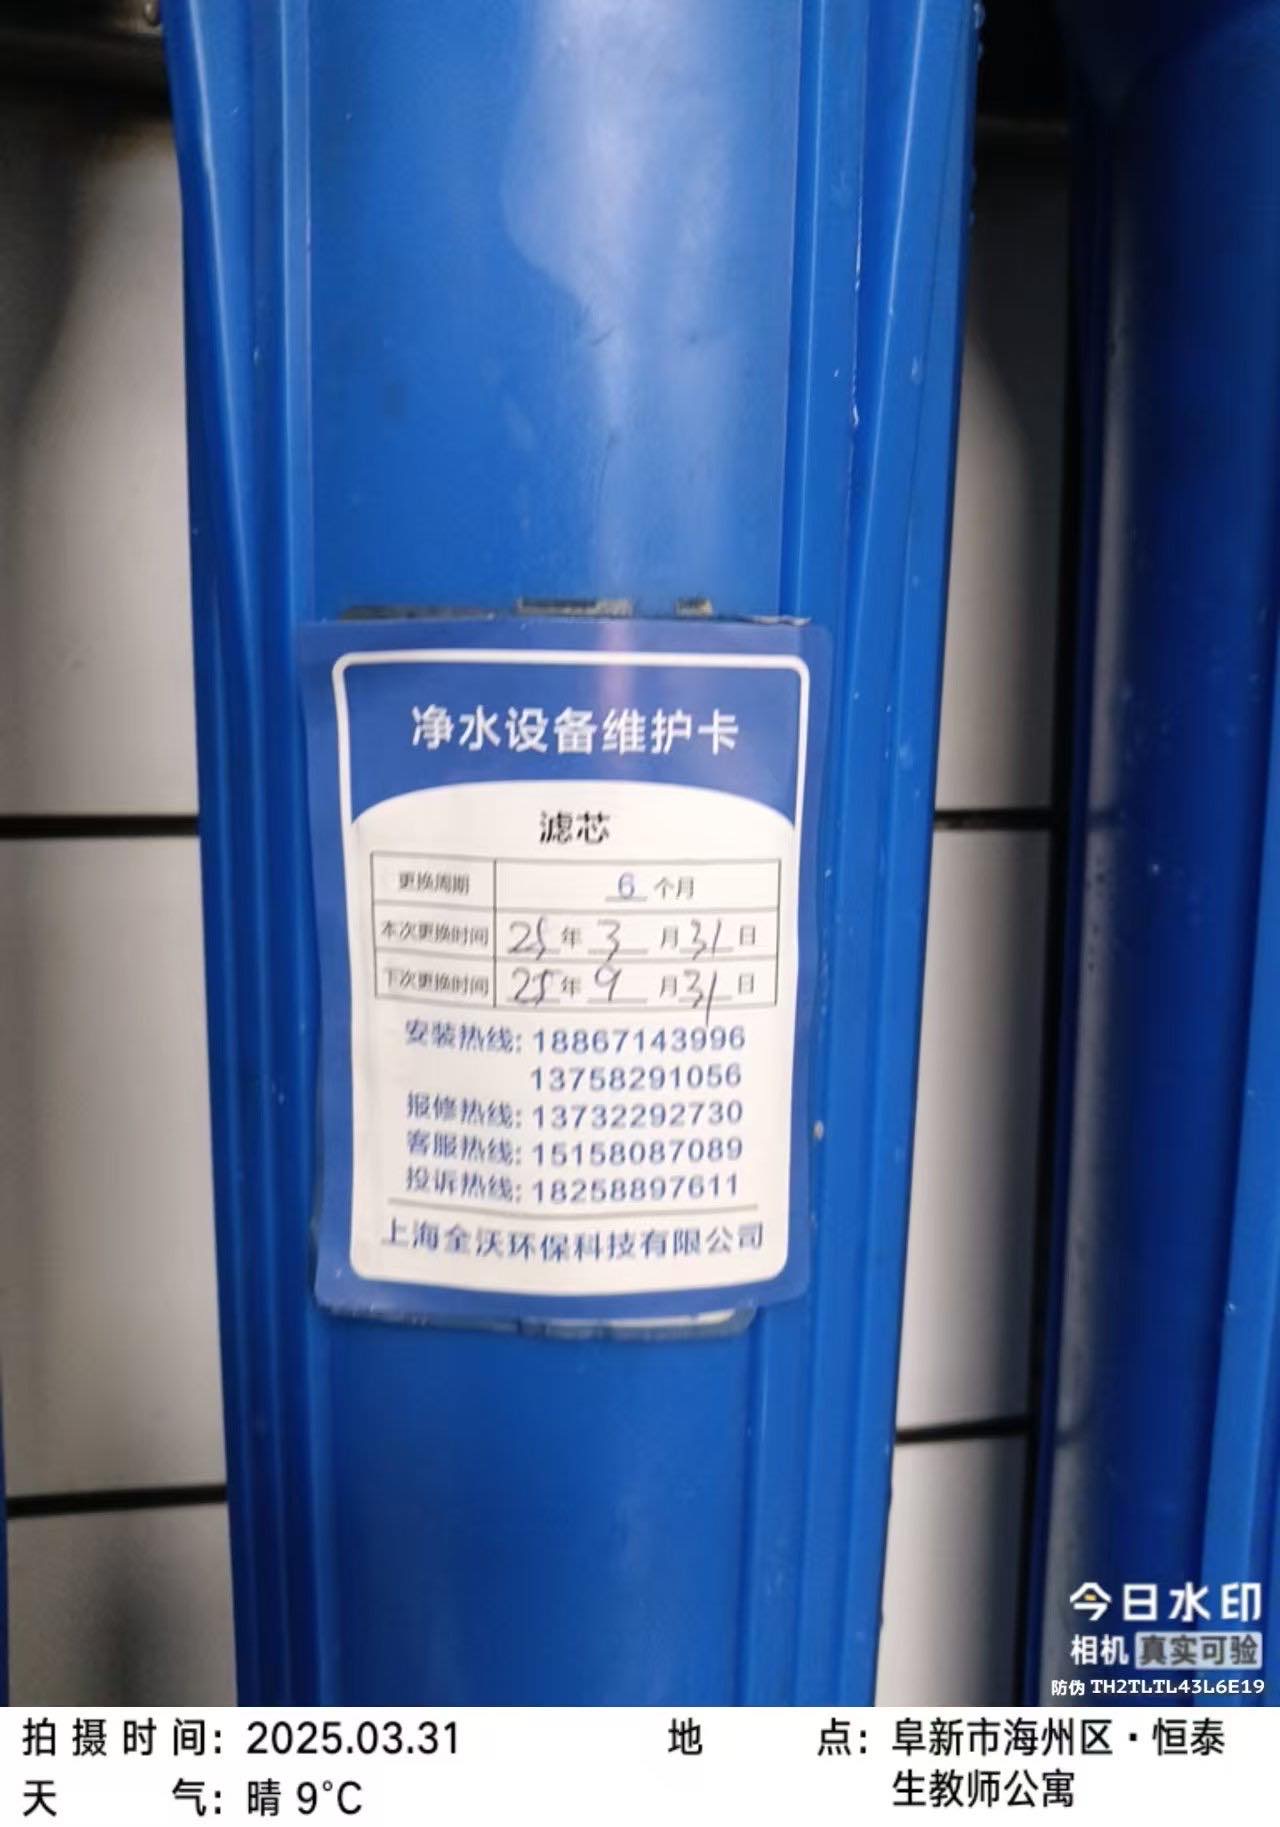 净水设备维护卡
滤芯
更换周期 6 个月
本次更换时间 25 年 3 月 31 日
下次更换时间 25 年 9 月 31 日
安装热线: 18867143996
13758291056
报修热线: 13732292730
客服热线: 15158087089
投诉热线: 18258897611
上海全沃环保科技有限公司
今日水印
相机 真实可验
防伪 TH2TLTL43L6E19
拍摄时间: 2025.03.31 地点: 阜新市海州区·恒泰
天气: 晴 9°C 生教师公寓